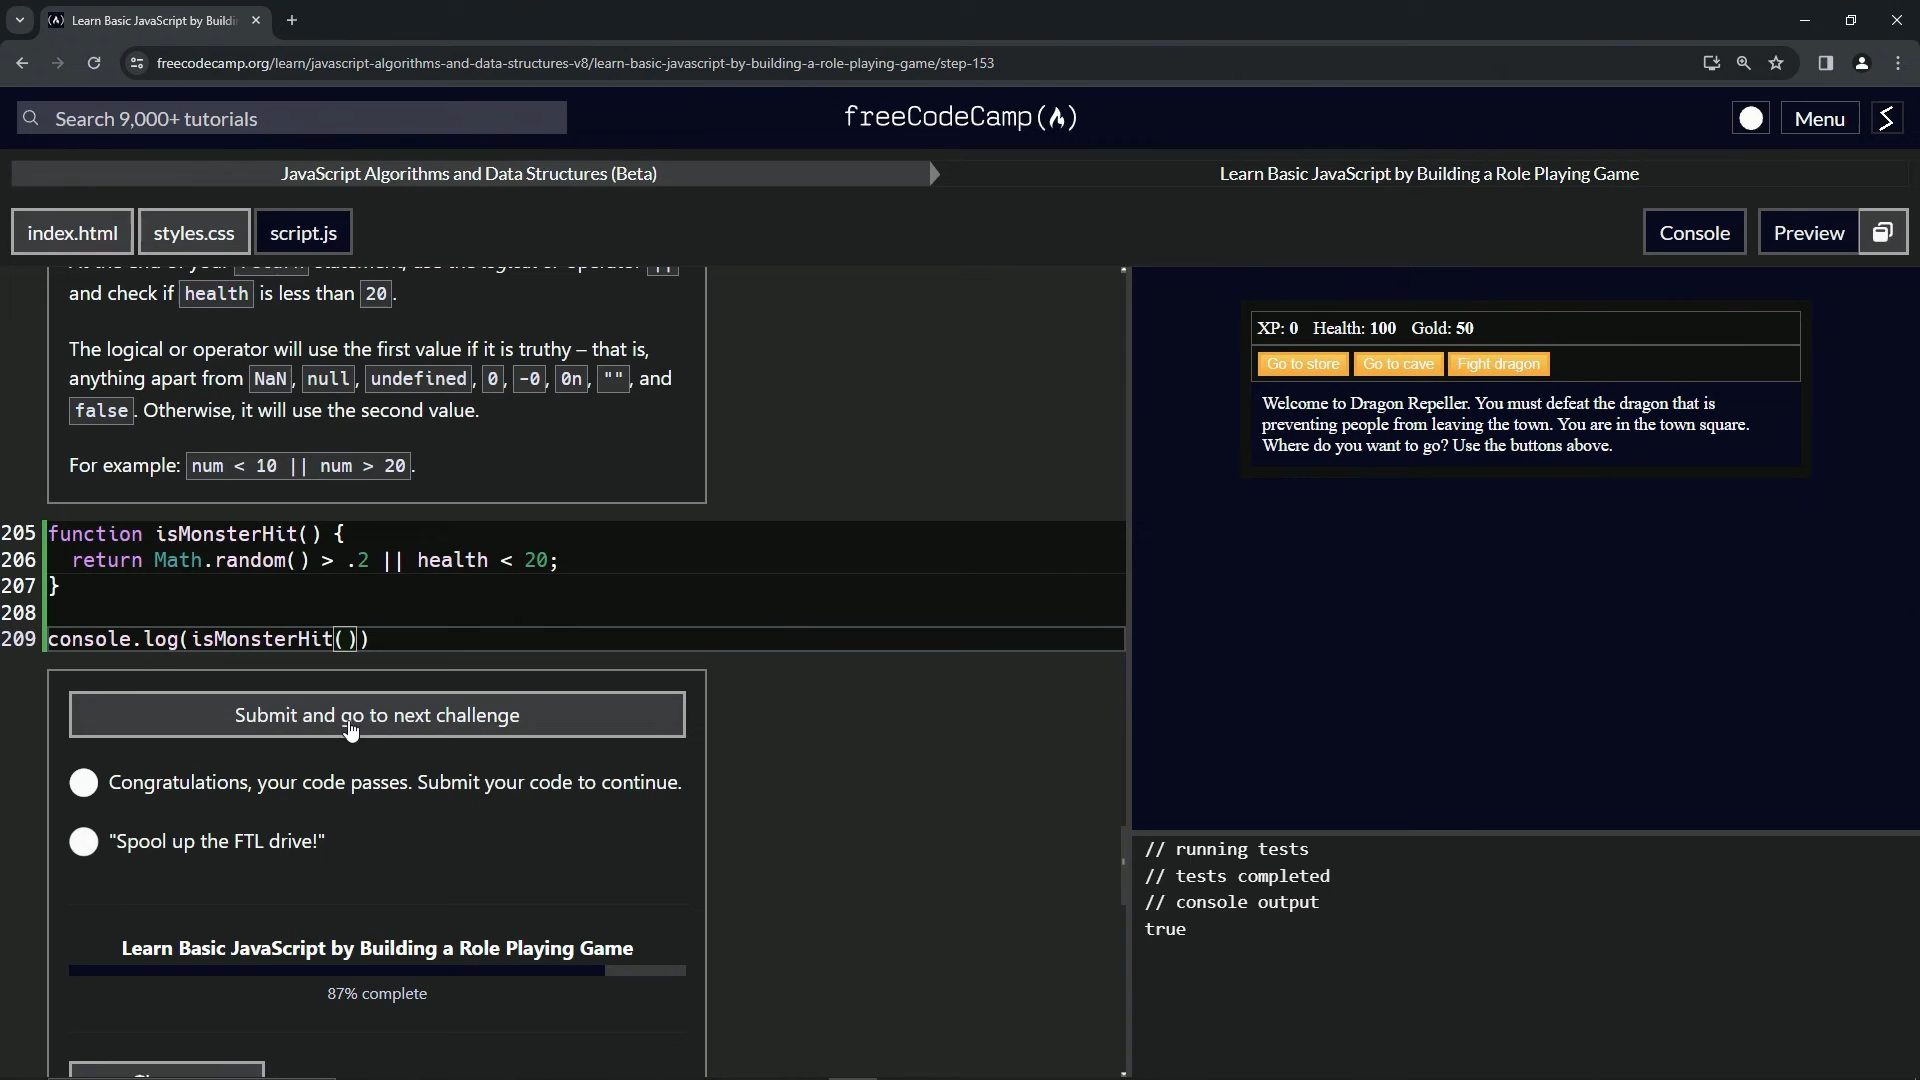 Learn Basic JavaScript by Buildi
freecodecamp.org/learn/javascript-algorithms-and-data-structures-v8/learn-basic-javascript-by-building-a-role-playing-game/step-153
Search 9,000+ tutorials
freeCodeCamp(🔥)
Menu
JavaScript Algorithms and Data Structures (Beta)
Learn Basic JavaScript by Building a Role Playing Game
index.html
styles.css
script.js
Console
Preview
and check if health is less than 20.
The logical or operator will use the first value if it is truthy – that is,
anything apart from NaN, null, undefined, 0, -0, 0n, "", and
false. Otherwise, it will use the second value.
For example: num < 10 || num > 20.
205 function isMonsterHit() {
206 return Math.random() > .2 || health < 20;
207 }
208
209 console.log(isMonsterHit())
Submit and go to next challenge
Congratulations, your code passes. Submit your code to continue.
"Spool up the FTL drive!"
Learn Basic JavaScript by Building a Role Playing Game
87% complete
XP: 0 Health: 100 Gold: 50
Go to store
Go to cave
Fight dragon
Welcome to Dragon Repeller. You must defeat the dragon that is
preventing people from leaving the town. You are in the town square.
Where do you want to go? Use the buttons above.
// running tests
// tests completed
// console output
true